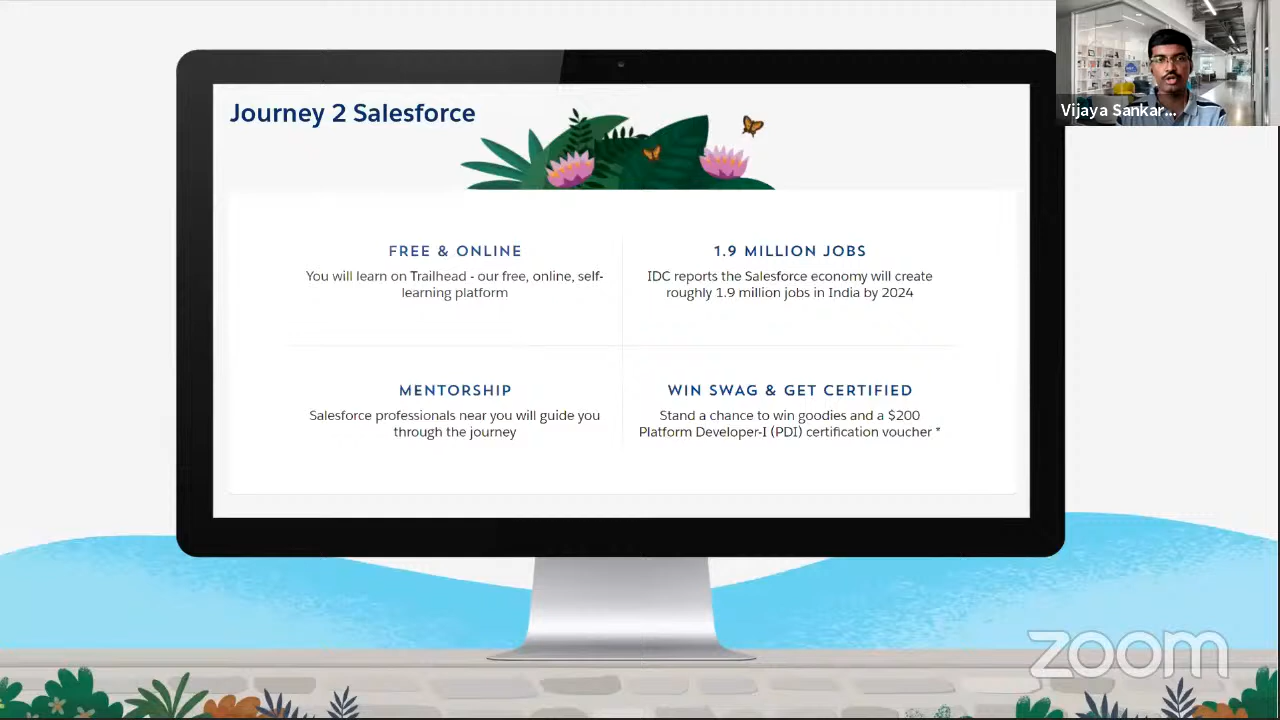 Journey 2 Salesforce
Vijaya Sankar...
FREE & ONLINE
You will learn on Trailhead - our free, online, self-
learning platform
1.9 MILLION JOBS
IDC reports the Salesforce economy will create
roughly 1.9 million jobs in India by 2024
MENTORSHIP
Salesforce professionals near you will guide you
through the journey
WIN SWAG & GET CERTIFIED
Stand a chance to win goodies and a $200
Platform Developer-I (PDI) certification voucher *
zoom